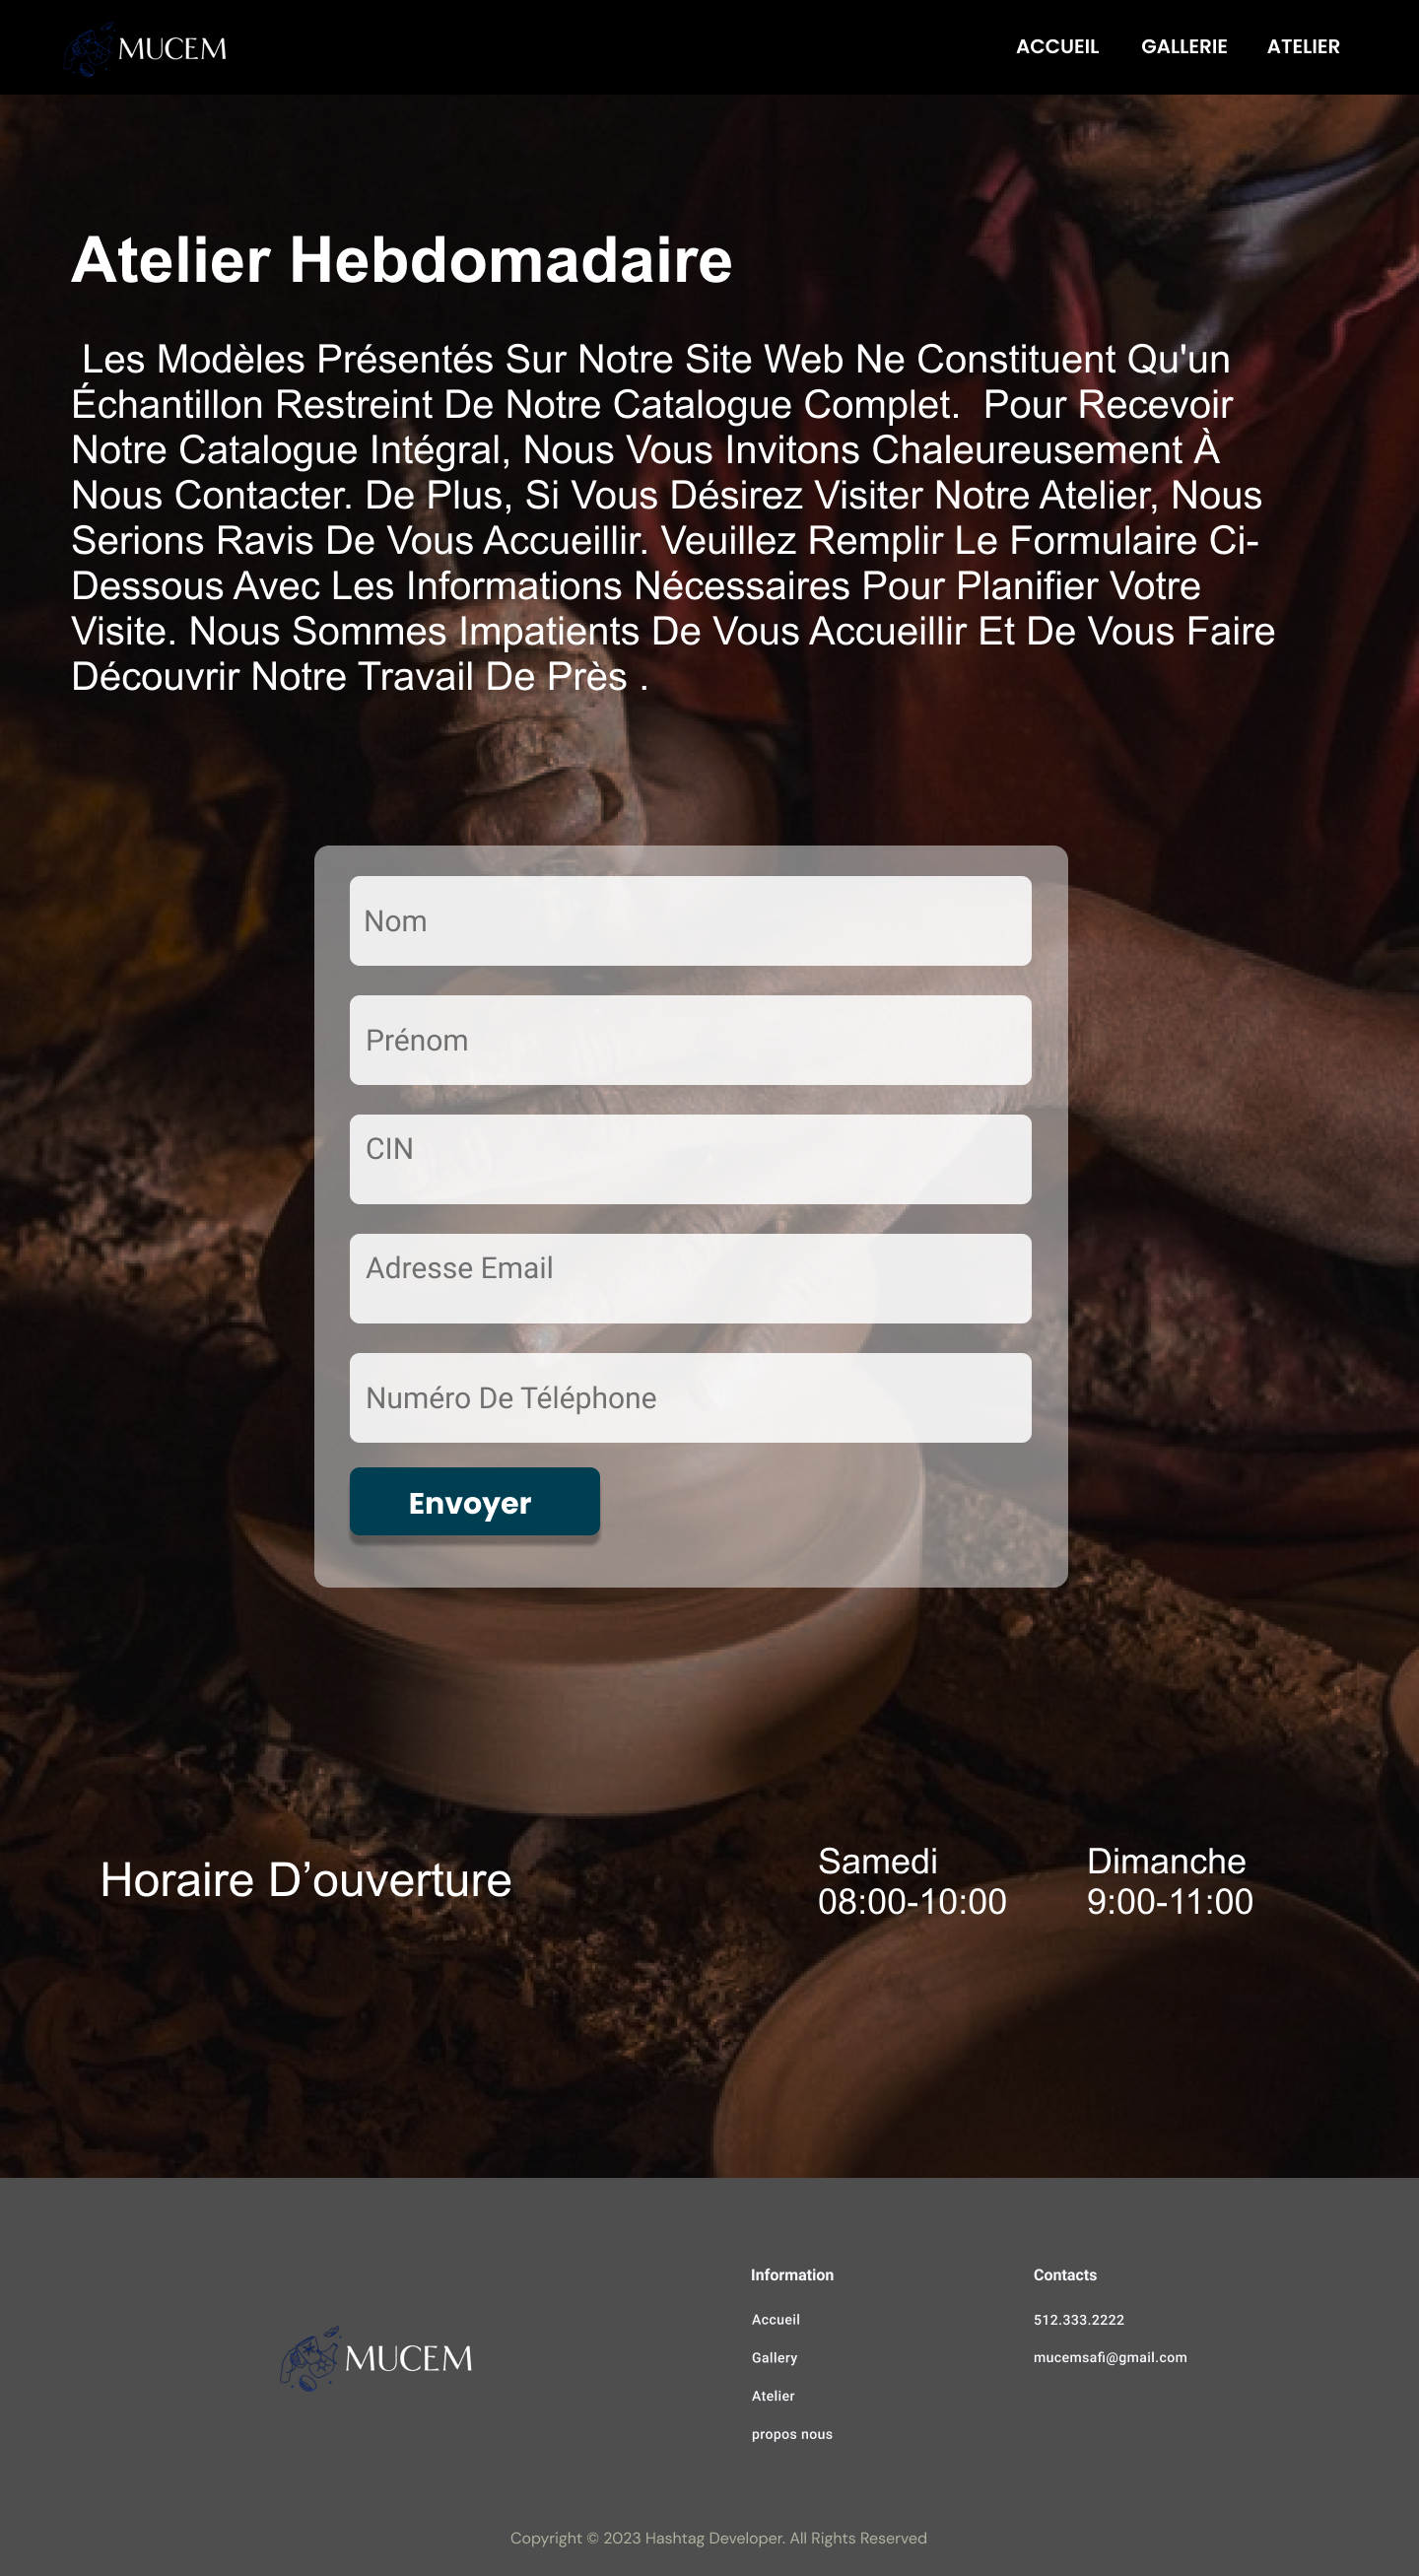 MUCEM
ACCUEIL GALLERIE ATELIER
Atelier Hebdomadaire
Les Modèles Présentés Sur Notre Site Web Ne Constituent Qu'un
Échantillon Restreint De Notre Catalogue Complet. Pour Recevoir
Notre Catalogue Intégral, Nous Vous Invitons Chaleureusement À
Nous Contacter. De Plus, Si Vous Désirez Visiter Notre Atelier, Nous
Serions Ravis De Vous Accueillir. Veuillez Remplir Le Formulaire Ci-
Dessous Avec Les Informations Nécessaires Pour Planifier Votre
Visite. Nous Sommes Impatients De Vous Accueillir Et De Vous Faire
Découvrir Notre Travail De Près .
Nom
Prénom
CIN
Adresse Email
Numéro De Téléphone
Envoyer
Horaire D’ouverture
Samedi
08:00-10:00
Dimanche
9:00-11:00
MUCEM
Information
Accueil
Gallery
Atelier
propos nous
Contacts
512.333.2222
mucemsafi@gmail.com
Copyright © 2023 Hashtag Developer. All Rights Reserved